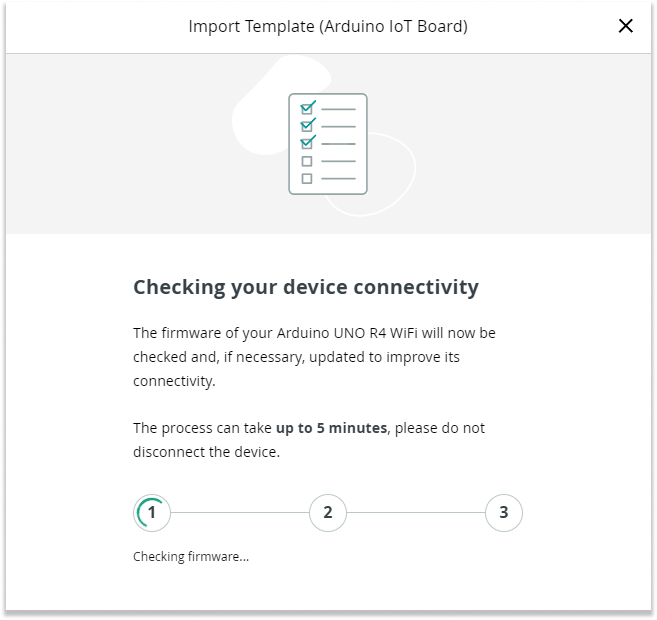 Import Template (Arduino IoT Board)
Checking your device connectivity
The firmware of your Arduino UNO R4 WiFi will now be
checked and, if necessary, updated to improve its
connectivity.
The process can take up to 5 minutes, please do not
disconnect the device.
1 2 3
Checking firmware...